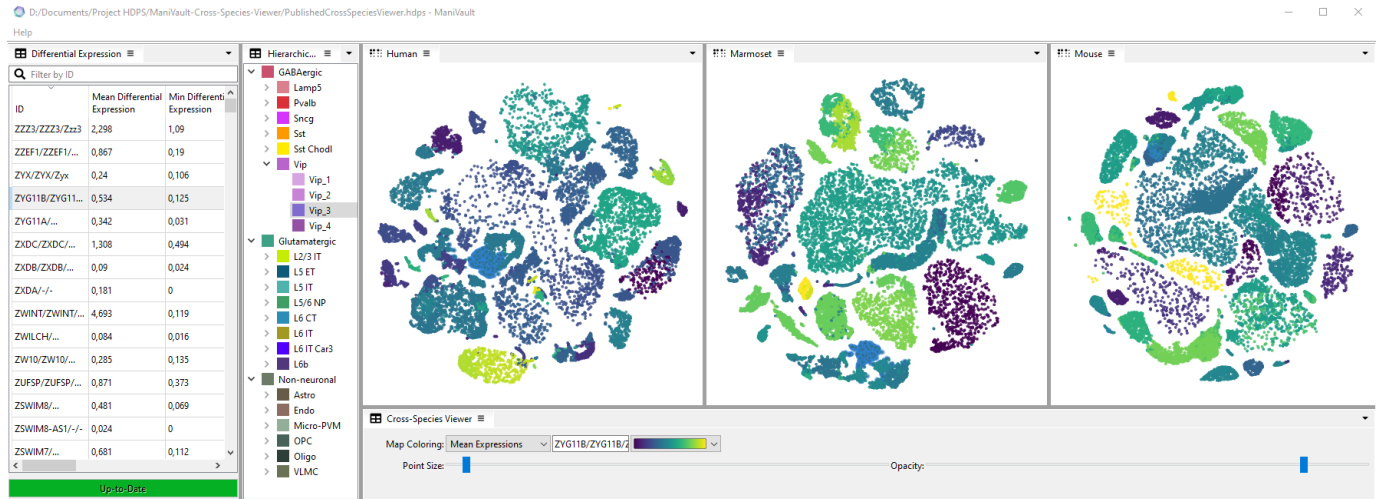 D:/Documents/Project HDPS/ManiVault-Cross-Species-Viewer/PublishedCrossSpeciesViewer.hdps - ManiVault
Help
Differential Expression
Filter by ID
ID Mean Differential Expression Min Differenti Expression
ZZZ3/ZZZ3/Zzz3 2,298 1,09
ZZEF1/ZZEF1/... 0,867 0,19
ZYX/ZYX/Zyx 0,24 0,106
ZYG11B/ZYG11... 0,534 0,125
ZYG11A/... 0,342 0,031
ZXDC/ZXDC/... 1,308 0,494
ZXDB/ZXDB/... 0,09 0,024
ZXDA/-/- 0,181 0
ZWINT/ZWINT/... 4,693 0,119
ZWILCH/... 0,084 0,016
ZW10/ZW10/... 0,285 0,135
ZUFSP/ZUFSP/... 0,871 0,373
ZSWIM8/... 0,481 0,069
ZSWIM8-AS1/-/- 0,024 0
ZSWIM7/... 0,681 0,112
Up-to-Date
Hierarchic...
GABAergic
Lamp5
Pvalb
Sncg
Sst
Sst Chodl
Vip
Vip_1
Vip_2
Vip_3
Vip_4
Glutamatergic
L2/3 IT
L5 ET
L5 IT
L5/6 NP
L6 CT
L6 IT
L6 IT Car3
L6b
Non-neuronal
Astro
Endo
Micro-PVM
OPC
Oligo
VLMC
Human
Marmoset
Mouse
Cross-Species Viewer
Map Coloring: Mean Expressions ZYG11B/ZYG11B/Z
Point Size: Opacity: